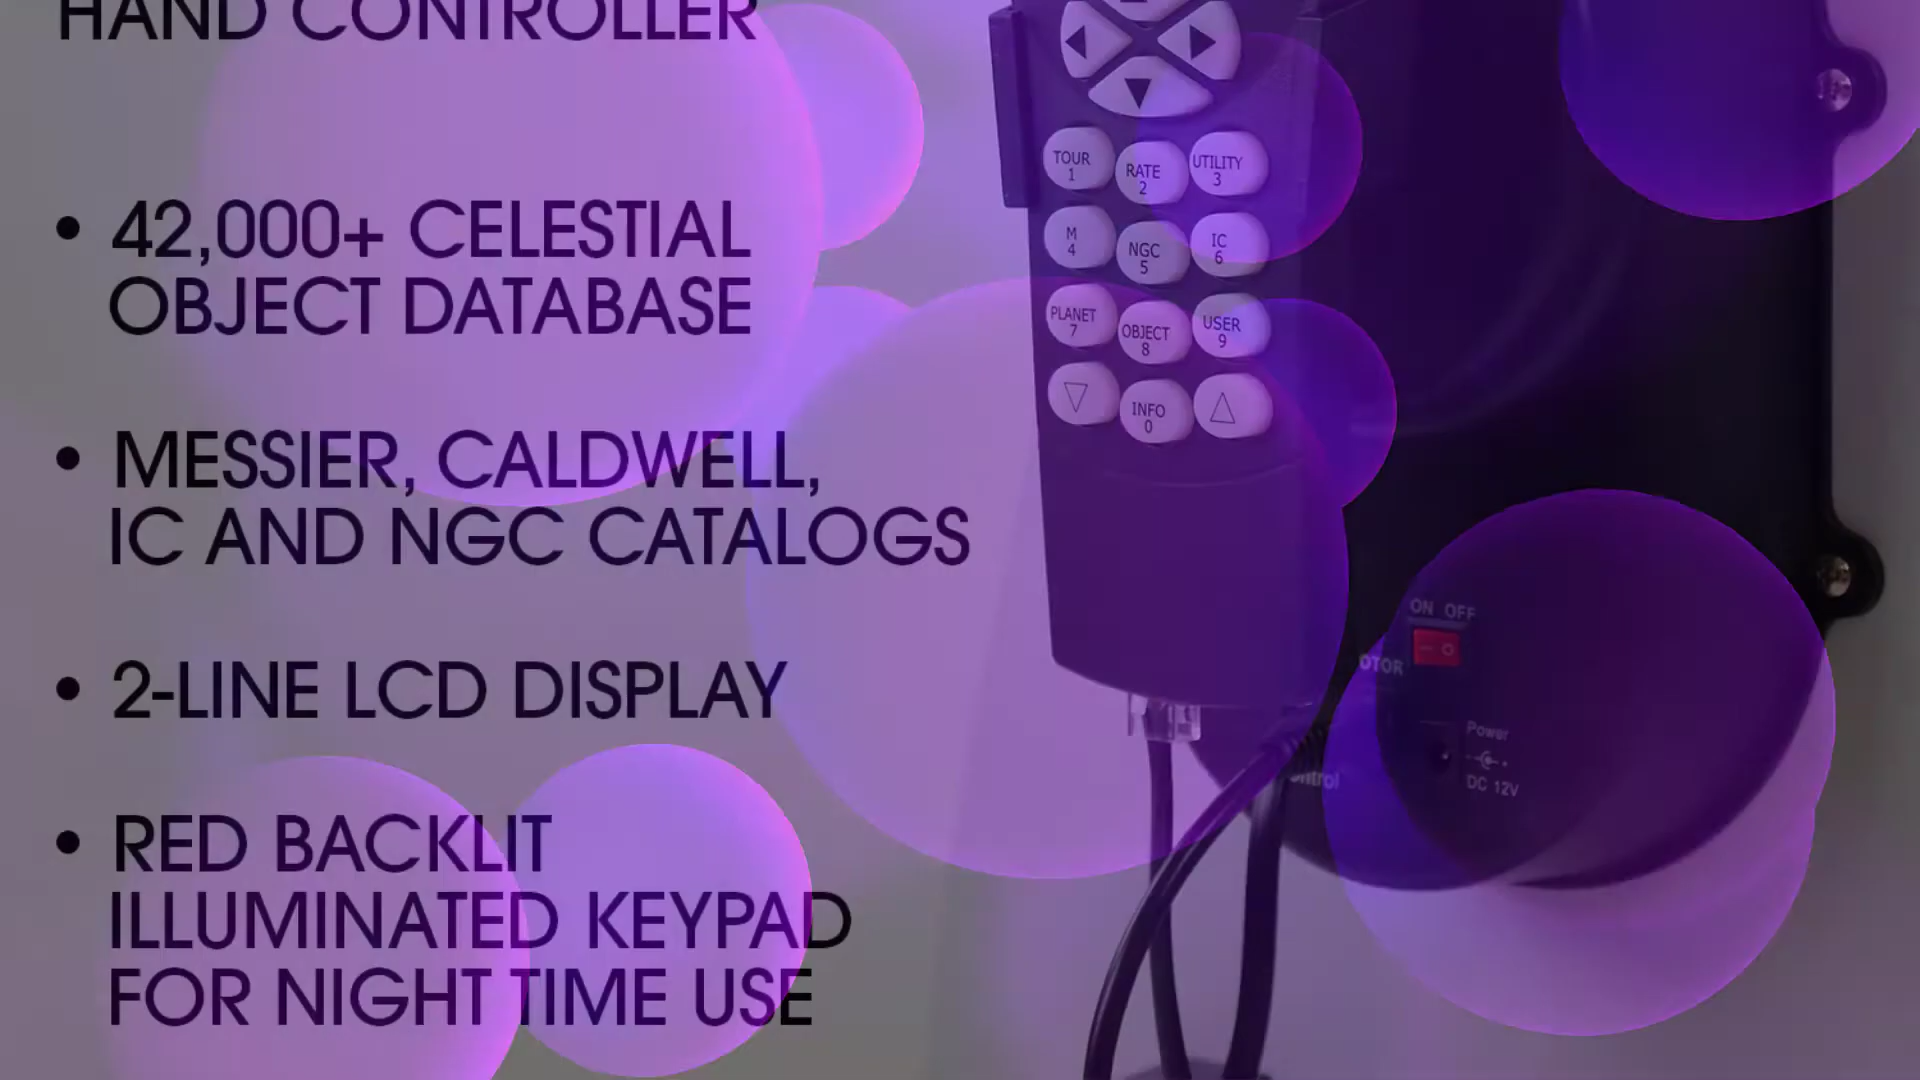 HAND CONTROLLER
• 42,000+ CELESTIAL
OBJECT DATABASE
• MESSIER, CALDWELL,
IC AND NGC CATALOGS
• 2-LINE LCD DISPLAY
• RED BACKLIT
ILLUMINATED KEYPAD
FOR NIGHT TIME USE
TOUR
1
RATE
2
UTILITY
3
M
4
NGC
5
IC
6
PLANET
7
OBJECT
8
USER
9
INFO
0
ON OFF
OTOR
Power
ontrol
DC 12V